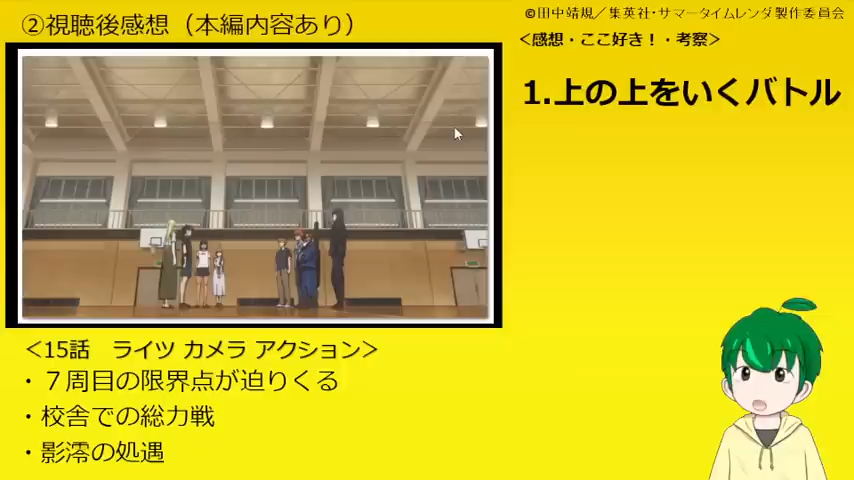 ②視聴後感想（本編内容あり）
©田中靖規／集英社・サマータイムレンダ製作委員会
＜感想・ここ好き！・考察＞
1.上の上をいくバトル
＜15話　ライツ カメラ アクション＞
・７周目の限界点が迫りくる
・校舎での総力戦
・影澪の処遇